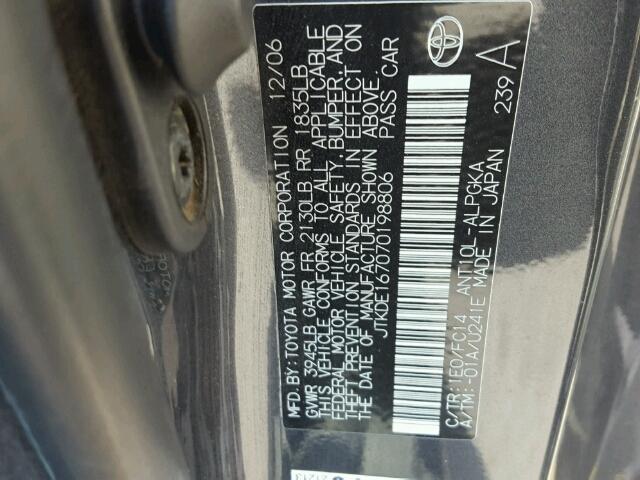 MFD.BY:TOYOTA MOTOR CORPORATION 12/06
GVWR 3945LB GAWR FR 2130LB RR 1835LB
THIS VEHICLE CONFORMS TO ALL APPLICABLE
FEDERAL MOTOR VEHICLE SAFETY,BUMPER,AND
THEFT PREVENTION STANDARDS IN EFFECT ON
THE DATE OF MANUFACTURE SHOWN ABOVE.
JTKDE167070198806 PASS CAR
C/TR:1E0/FC14 ANT10L-ALPGKA
A/TM:-01A/U241E MADE IN JAPAN
239 A
21213